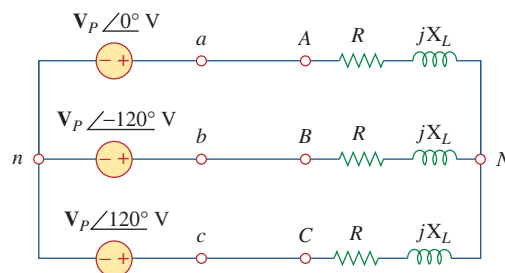 V_P ∠0° V a A R jX_L
− +
V_P ∠−120° V b B R jX_L
n − + N
V_P ∠120° V c C R jX_L
− +